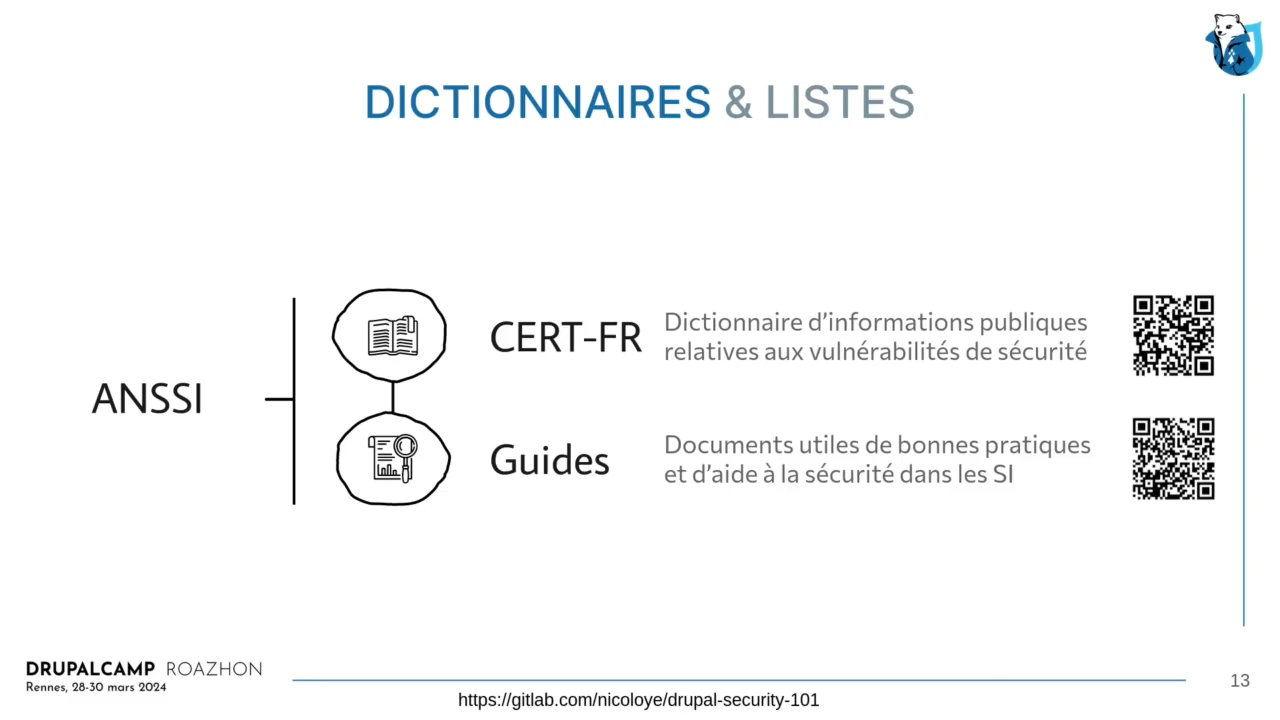 DICTIONNAIRES & LISTES
ANSSI
CERT-FR
Dictionnaire d’informations publiques
relatives aux vulnérabilités de sécurité
Guides
Documents utiles de bonnes pratiques
et d’aide à la sécurité dans les SI
DRUPALCAMP ROAZHON
Rennes, 28-30 mars 2024
https://gitlab.com/nicoloye/drupal-security-101
13